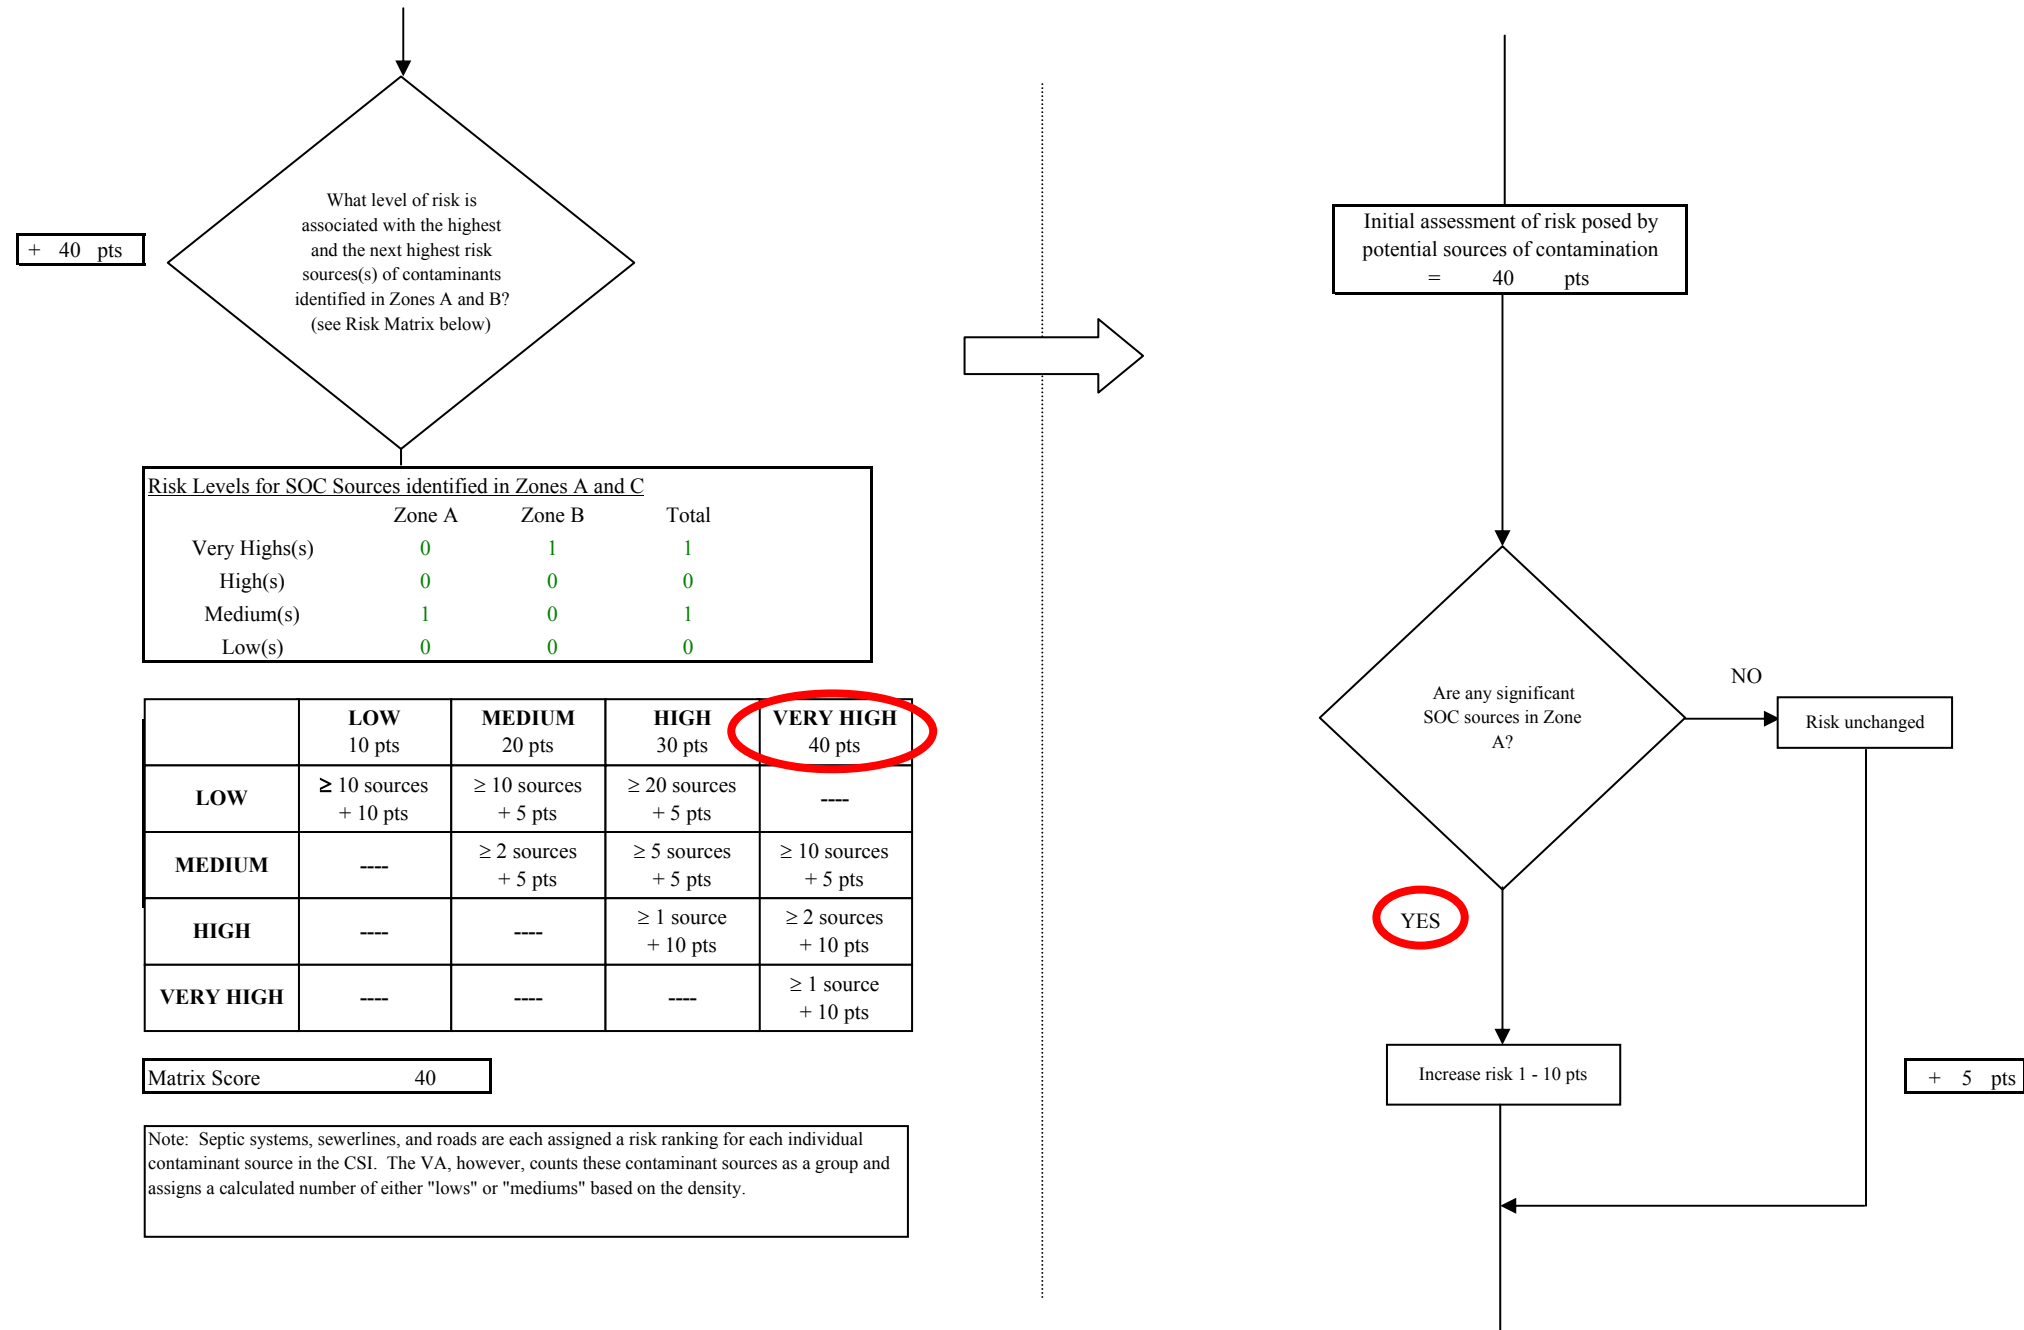 What level of risk is
associated with the highest
and the next highest risk
sources(s) of contaminants
identified in Zones A and B?
(see Risk Matrix below)
+ 40 pts
Risk Levels for SOC Sources identified in Zones A and C
Zone A Zone B Total
Very Highs(s) 0 1 1
High(s) 0 0 0
Medium(s) 1 0 1
Low(s) 0 0 0
LOW MEDIUM HIGH VERY HIGH
10 pts 20 pts 30 pts 40 pts
LOW ≥ 10 sources ≥ 10 sources ≥ 20 sources ----
+ 10 pts + 5 pts + 5 pts
MEDIUM ---- ≥ 2 sources ≥ 5 sources ≥ 10 sources
+ 5 pts + 5 pts + 5 pts
HIGH ---- ---- ≥ 1 source ≥ 2 sources
+ 10 pts + 10 pts
VERY HIGH ---- ---- ---- ≥ 1 source
+ 10 pts
Matrix Score 40
Note: Septic systems, sewerlines, and roads are each assigned a risk ranking for each individual
contaminant source in the CSI. The VA, however, counts these contaminant sources as a group and
assigns a calculated number of either "lows" or "mediums" based on the density.
Initial assessment of risk posed by
potential sources of contamination
= 40 pts
Are any significant
SOC sources in Zone
A?
NO
Risk unchanged
YES
Increase risk 1 - 10 pts
+ 5 pts